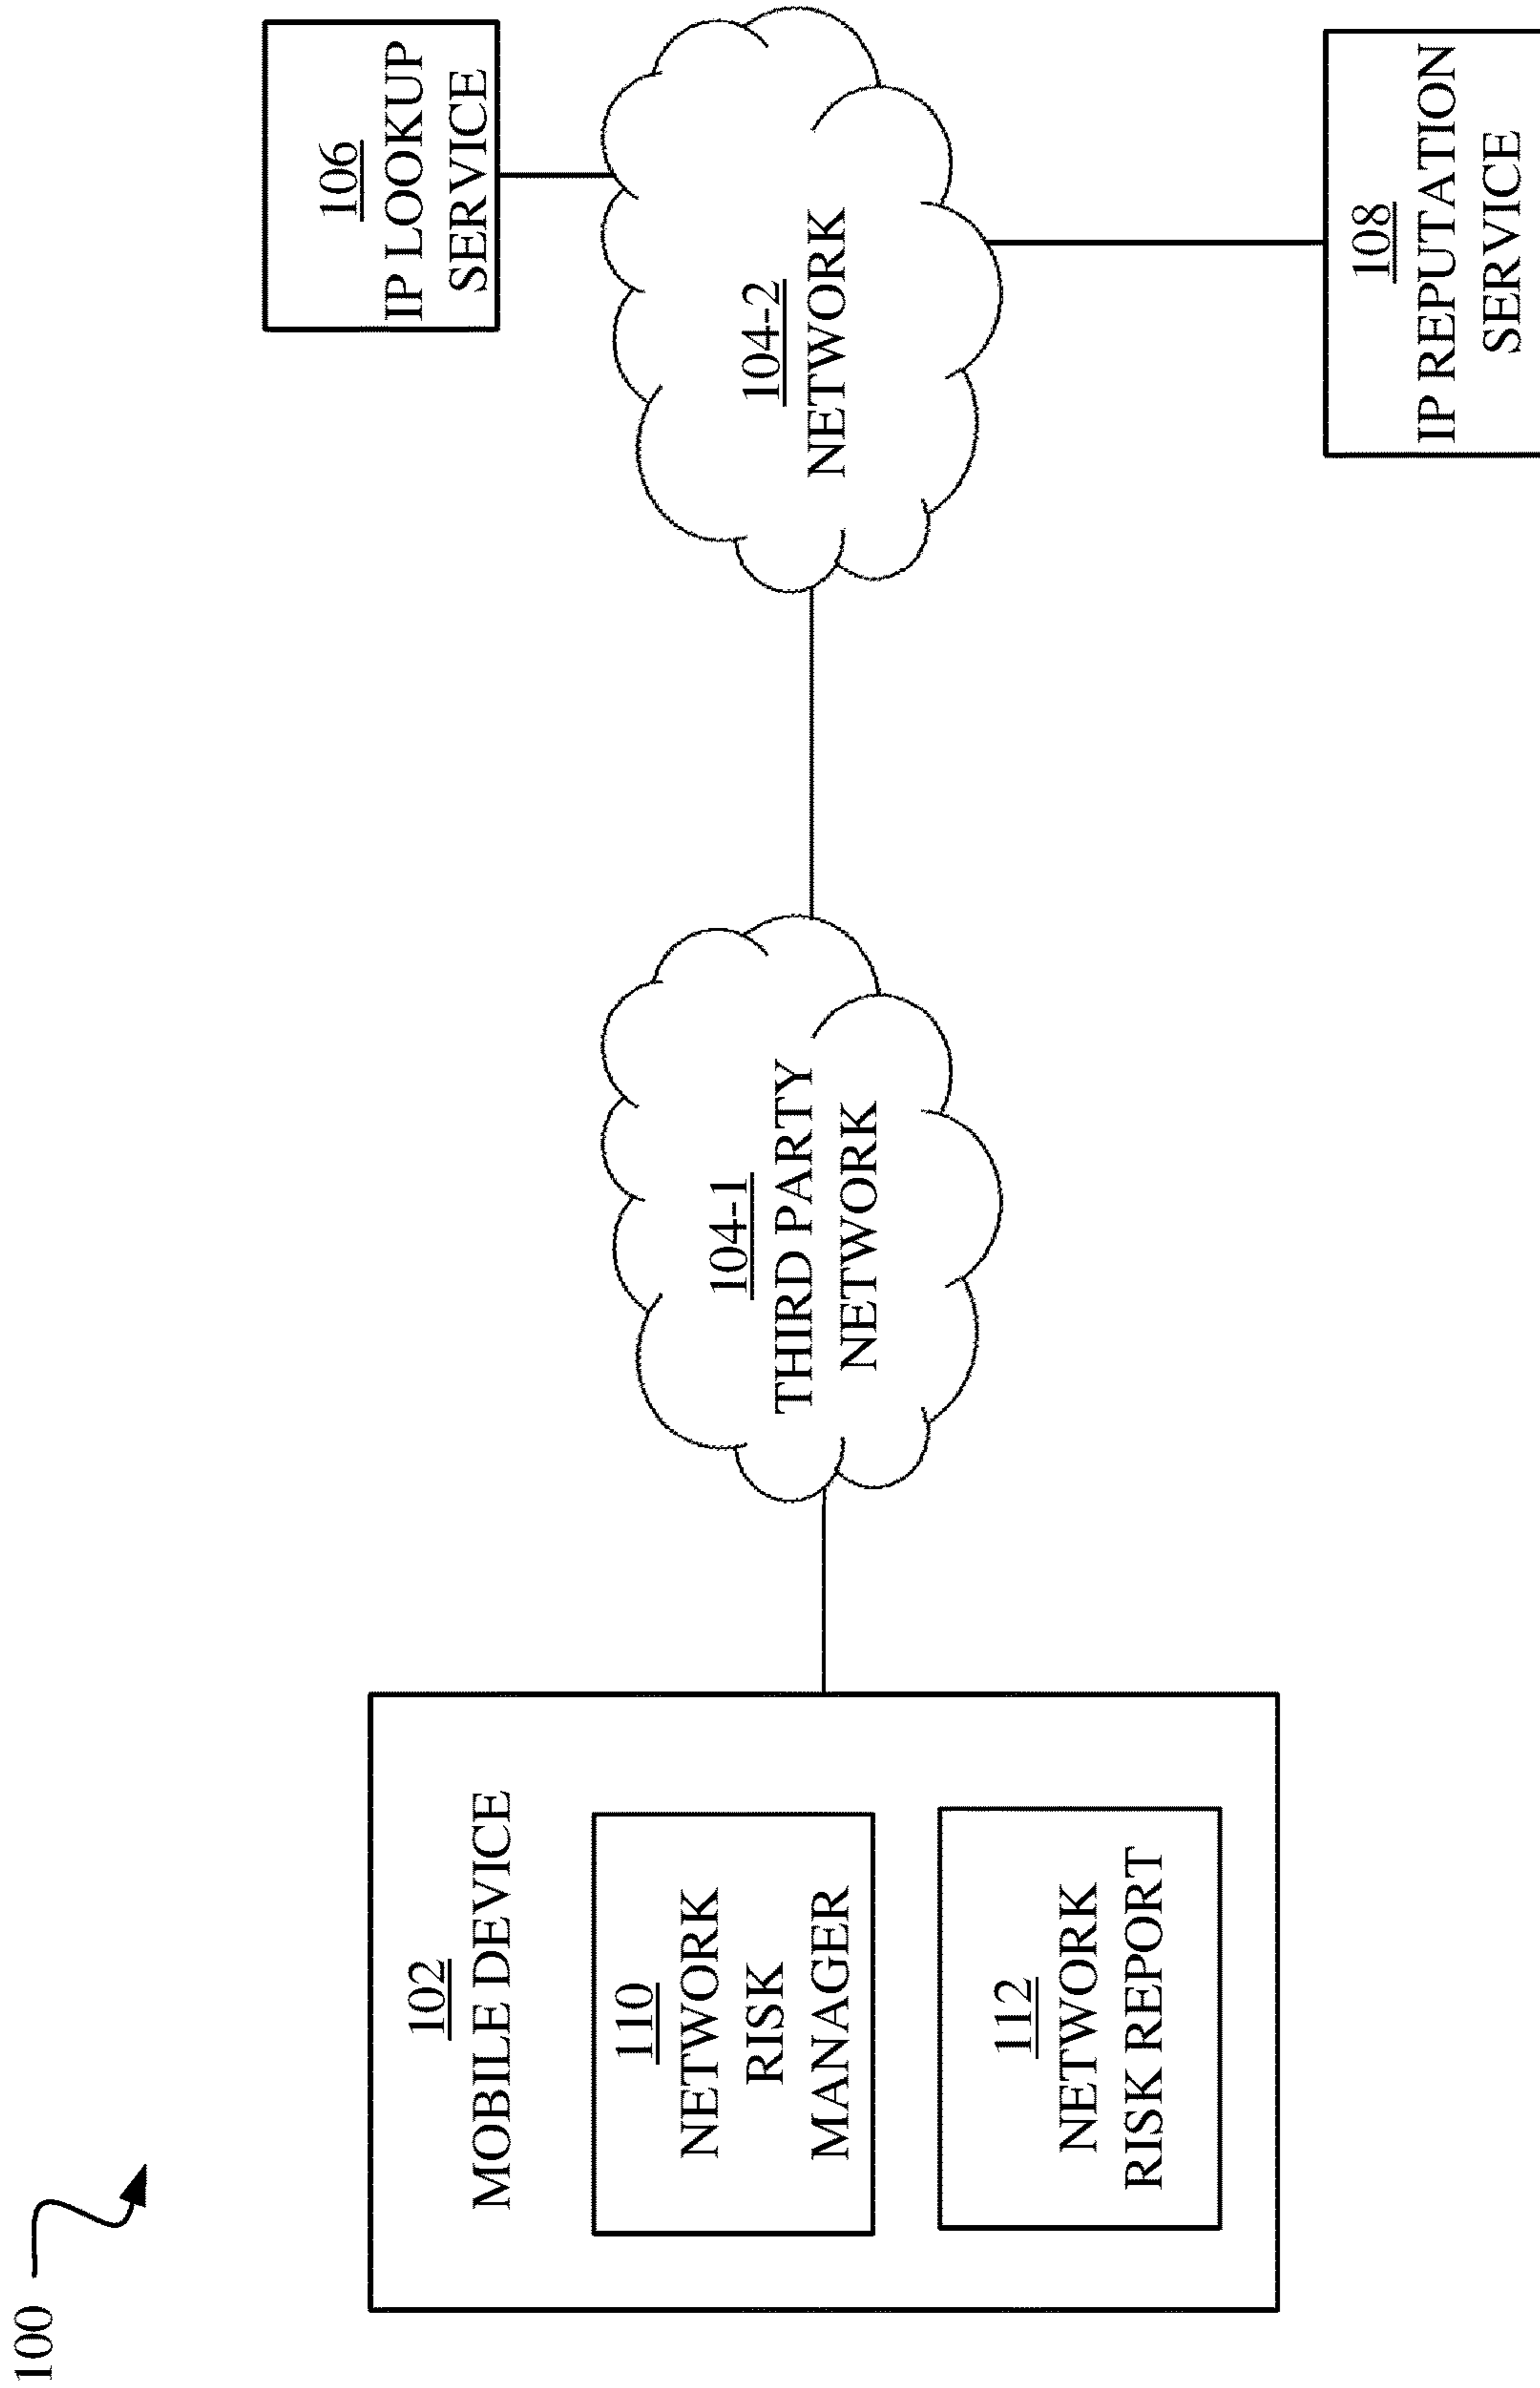 100
102
MOBILE DEVICE
110
NETWORK
RISK
MANAGER
112
NETWORK
RISK REPORT
104-1
THIRD PARTY
NETWORK
104-2
NETWORK
106
IP LOOKUP
SERVICE
108
IP REPUTATION
SERVICE